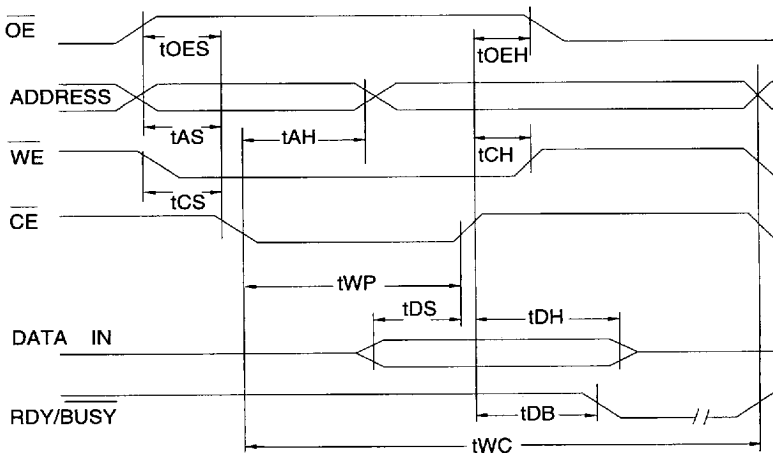 OE
tOES
tOEH
ADDRESS
tAS
tAH
tCH
WE
tCS
CE
tWP
tDS
tDH
DATA IN
RDY/BUSY
tDB
tWC